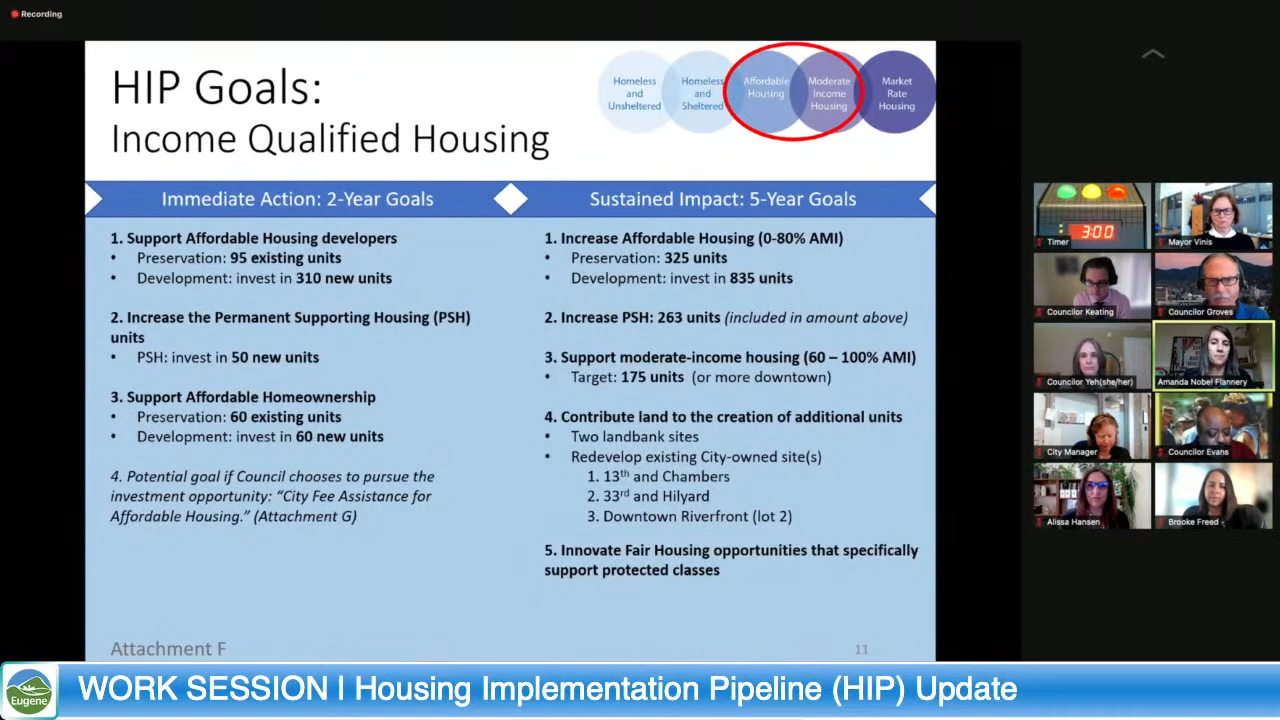 Recording
HIP Goals:
Income Qualified Housing
Homeless
and
Unsheltered
Homeless
and
Sheltered
Affordable
Housing
Moderate
Income
Housing
Market
Rate
Housing
Immediate Action: 2-Year Goals
1. Support Affordable Housing developers
• Preservation: 95 existing units
• Development: invest in 310 new units
2. Increase the Permanent Supporting Housing (PSH)
units
• PSH: invest in 50 new units
3. Support Affordable Homeownership
• Preservation: 60 existing units
• Development: invest in 60 new units
4. Potential goal if Council chooses to pursue the
investment opportunity: “City Fee Assistance for
Affordable Housing.” (Attachment G)
Sustained Impact: 5-Year Goals
1. Increase Affordable Housing (0-80% AMI)
• Preservation: 325 units
• Development: invest in 835 units
2. Increase PSH: 263 units (included in amount above)
3. Support moderate-income housing (60 – 100% AMI)
• Target: 175 units (or more downtown)
4. Contribute land to the creation of additional units
• Two landbank sites
• Redevelop existing City-owned site(s)
1. 13th and Chambers
2. 33rd and Hilyard
3. Downtown Riverfront (lot 2)
5. Innovate Fair Housing opportunities that specifically
support protected classes
Attachment F
11
3:00
Timer
Mayor Vinis
Councilor Keating
Councilor Groves
Councilor Yeh(she/her)
Amanda Nobel Flannery
City Manager
Councilor Evans
Alissa Hansen
Brooke Freed
Eugene
WORK SESSION | Housing Implementation Pipeline (HIP) Update